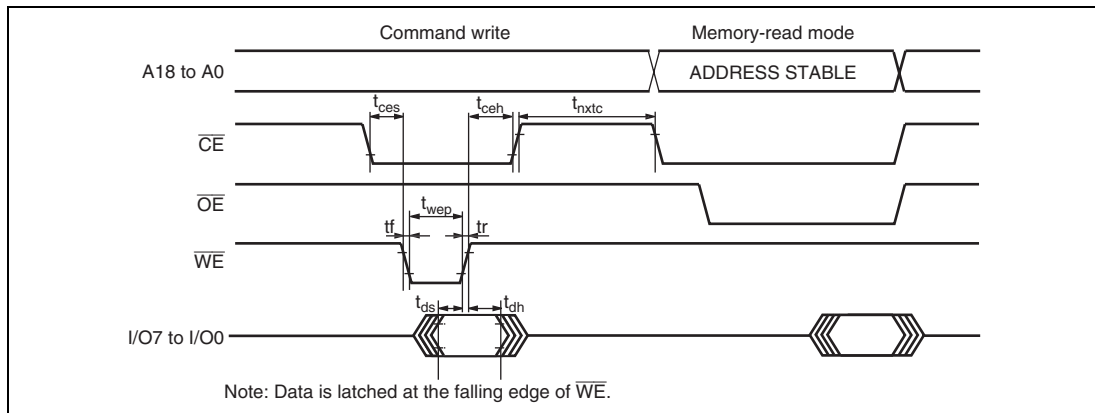 Command write Memory-read mode
A18 to A0 ADDRESS STABLE
tces tceh tnxtc
CE
OE
twep
tf tr
WE
tds tdh
I/O7 to I/O0
Note: Data is latched at the falling edge of WE.